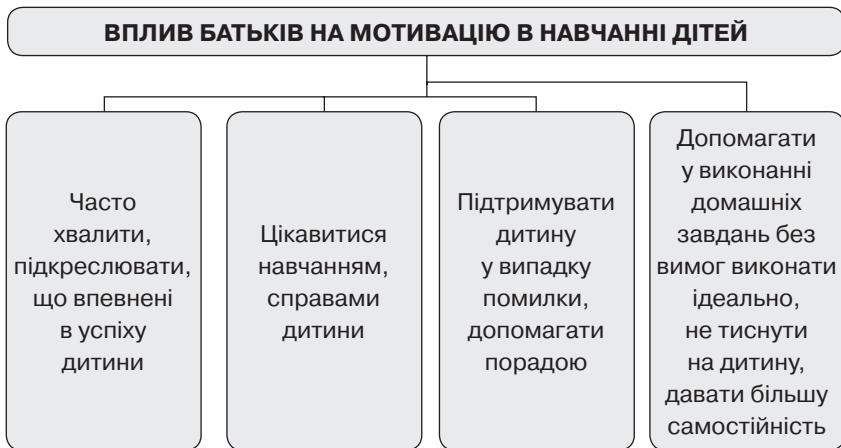 ВПЛИВ БАТЬКІВ НА МОТИВАЦІЮ В НАВЧАННІ ДІТЕЙ
Часто
хвалити,
підкреслювати,
що впевнені
в успіху
дитини
Цікавитися
навчанням,
справами
дитини
Підтримувати
дитину
у випадку
помилки,
допомагати
порадою
Допомагати
у виконанні
домашніх
завдань без
вимог виконати
ідеально,
не тиснути
на дитину,
давати більшу
самостійність